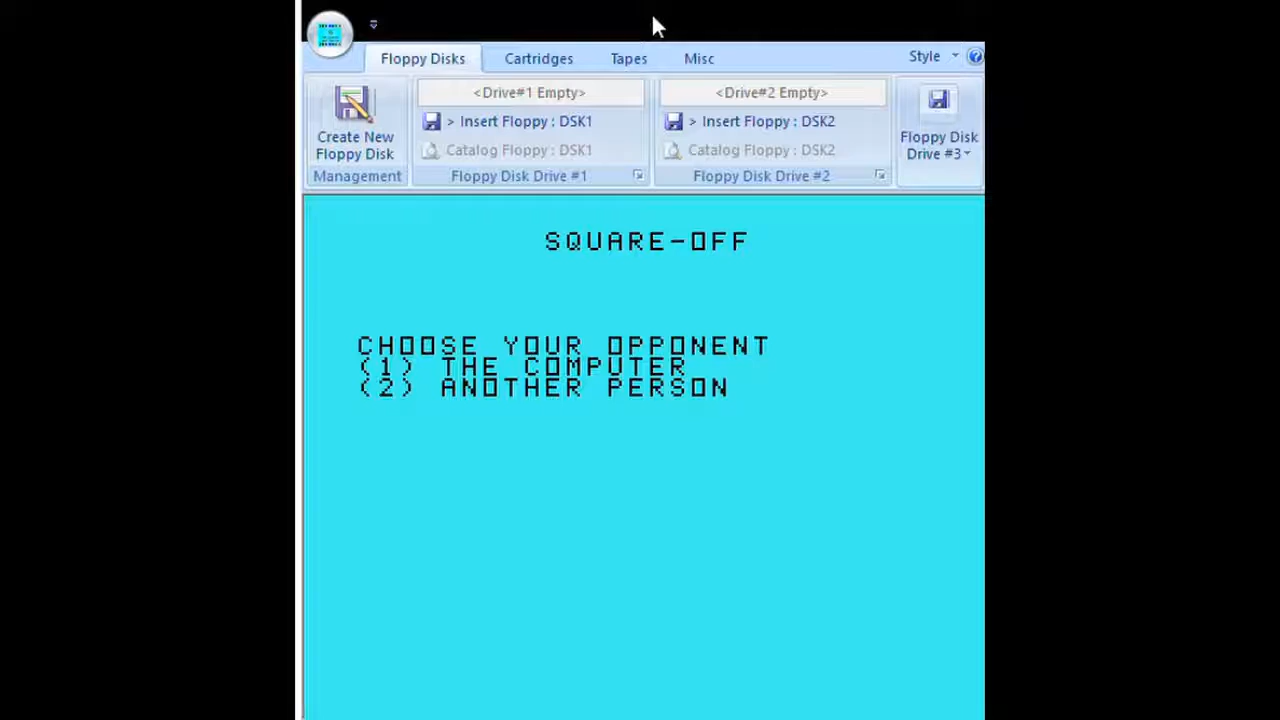 Floppy Disks Cartridges Tapes Misc Style
Create New
Floppy Disk
Management
<Drive#1 Empty>
> Insert Floppy : DSK1
Catalog Floppy : DSK1
Floppy Disk Drive #1
<Drive#2 Empty>
> Insert Floppy : DSK2
Catalog Floppy : DSK2
Floppy Disk Drive #2
Floppy Disk
Drive #3
SQUARE-OFF
CHOOSE YOUR OPPONENT
(1) THE COMPUTER
(2) ANOTHER PERSON